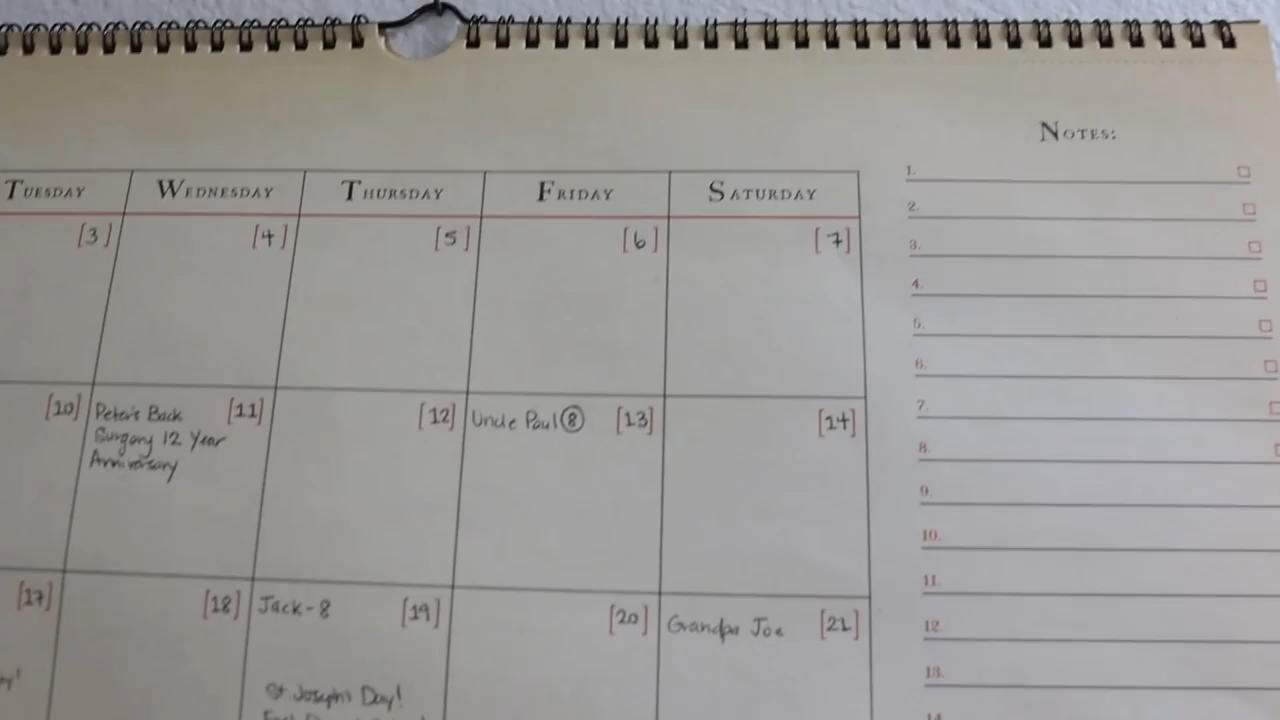 NOTES:
TUESDAY WEDNESDAY THURSDAY FRIDAY SATURDAY
[3] [4] [5] [6] [7]
[10] Peter's Back [11] [12] Uncle Paul ⑧ [13] [14]
Surgery 12 Year
Anniversary
[17] [18] Jack-8 [19] [20] Grandpa Joe [21]
St Joseph's Day!
1.
2.
3.
4.
5.
6.
7.
8.
9.
10.
11.
12.
13.
14